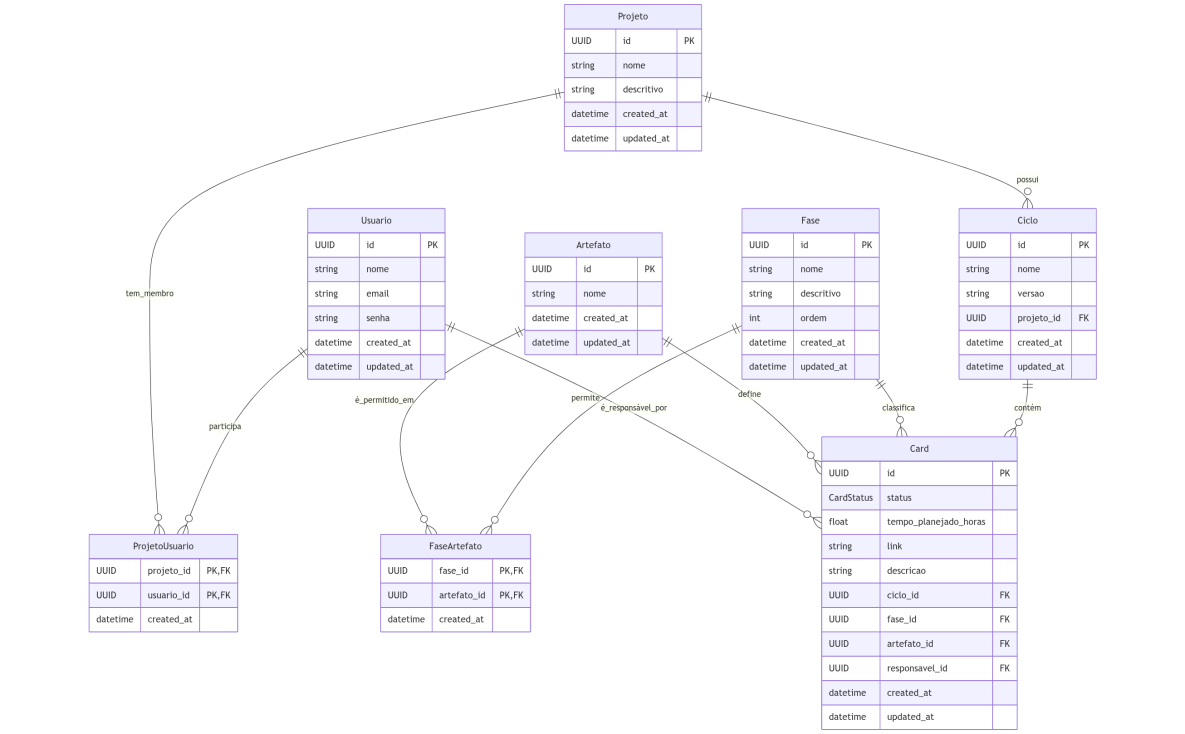 Projeto
UUID id PK
string nome
string descritivo
datetime created_at
datetime updated_at
possui
Usuario
UUID id PK
string nome
string email
string senha
datetime created_at
datetime updated_at
Artefato
UUID id PK
string nome
datetime created_at
datetime updated_at
Fase
UUID id PK
string nome
string descritivo
int ordem
datetime created_at
datetime updated_at
Ciclo
UUID id PK
string nome
string versao
UUID projeto_id FK
datetime created_at
datetime updated_at
tem_membro
participa
é_permitido_em
permite
é_responsável_por
define
classifica
contém
ProjetoUsuario
UUID projeto_id PK,FK
UUID usuario_id PK,FK
datetime created_at
FaseArtefato
UUID fase_id PK,FK
UUID artefato_id PK,FK
datetime created_at
Card
UUID id PK
CardStatus status
float tempo_planejado_horas
string link
string descricao
UUID ciclo_id FK
UUID fase_id FK
UUID artefato_id FK
UUID responsavel_id FK
datetime created_at
datetime updated_at